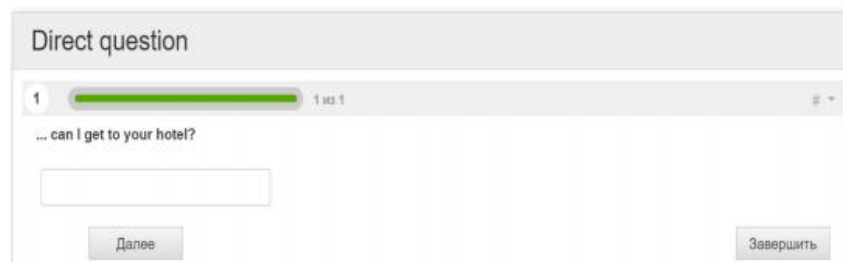 Direct question
1 1 из 1 #
... can I get to your hotel?
Далее Завершить